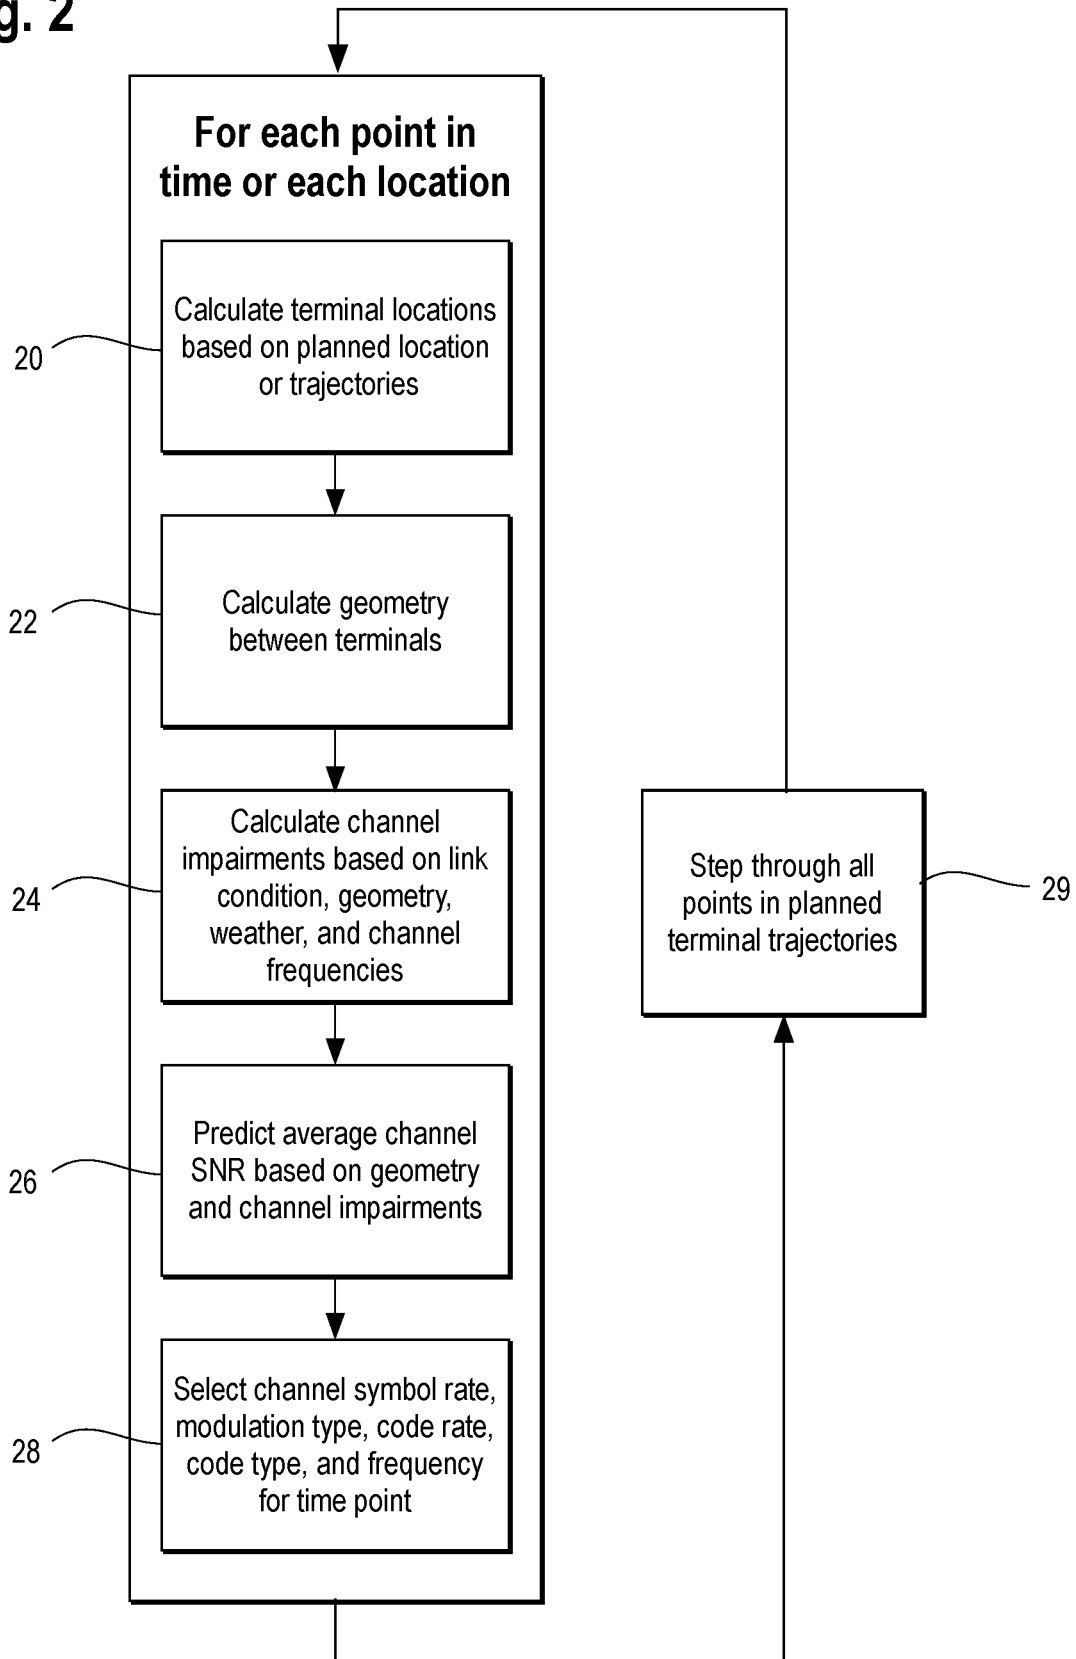 g. 2
For each point in
time or each location
Calculate terminal locations
based on planned location
or trajectories
20
Calculate geometry
between terminals
22
Calculate channel
impairments based on link
condition, geometry,
weather, and channel
frequencies
24
Step through all
points in planned
terminal trajectories
29
Predict average channel
SNR based on geometry
and channel impairments
26
Select channel symbol rate,
modulation type, code rate,
code type, and frequency
for time point
28